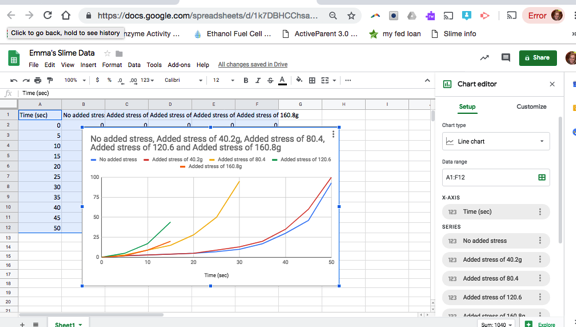 https://docs.google.com/spreadsheets/d/1k7DBHCChsa...
Error
Click to go back, hold to see history
nzyme Activity ...
Ethanol Fuel Cell ...
ActiveParent 3.0 ...
my fed loan
Slime info
Emma's Slime Data
File Edit View Insert Format Data Tools Add-ons Help All changes saved in Drive
Share
100% $ % .0 .00 123 Calibri 12 B I S A
fx Time (sec)
Chart editor
A B C D E F G H
1 Time (sec) No added stres Added stress of Added stress of Added stress of Added stress of 160.8g
2 0 0 0
3 5
4 10
5 15
6 20
7 25
8 30
9 35
10 40
11 45
12 50
13
14
15
16
17
18
19
20
21
No added stress, Added stress of 40.2g, Added stress of 80.4,
Added stress of 120.6 and Added stress of 160.8g
No added stress Added stress of 40.2g Added stress of 80.4 Added stress of 120.6
Added stress of 160.8g
100
75
50
25
0
0 10 20 30 40 50
Time (sec)
Setup Customize
Chart type
Line chart
Data range
A1:F12
X-AXIS
123 Time (sec)
SERIES
123 No added stress
123 Added stress of 40.2g
123 Added stress of 80.4
123 Added stress of 120.6
123 Added stress of 160.8g
Sheet1
Sum: 1040
Explore